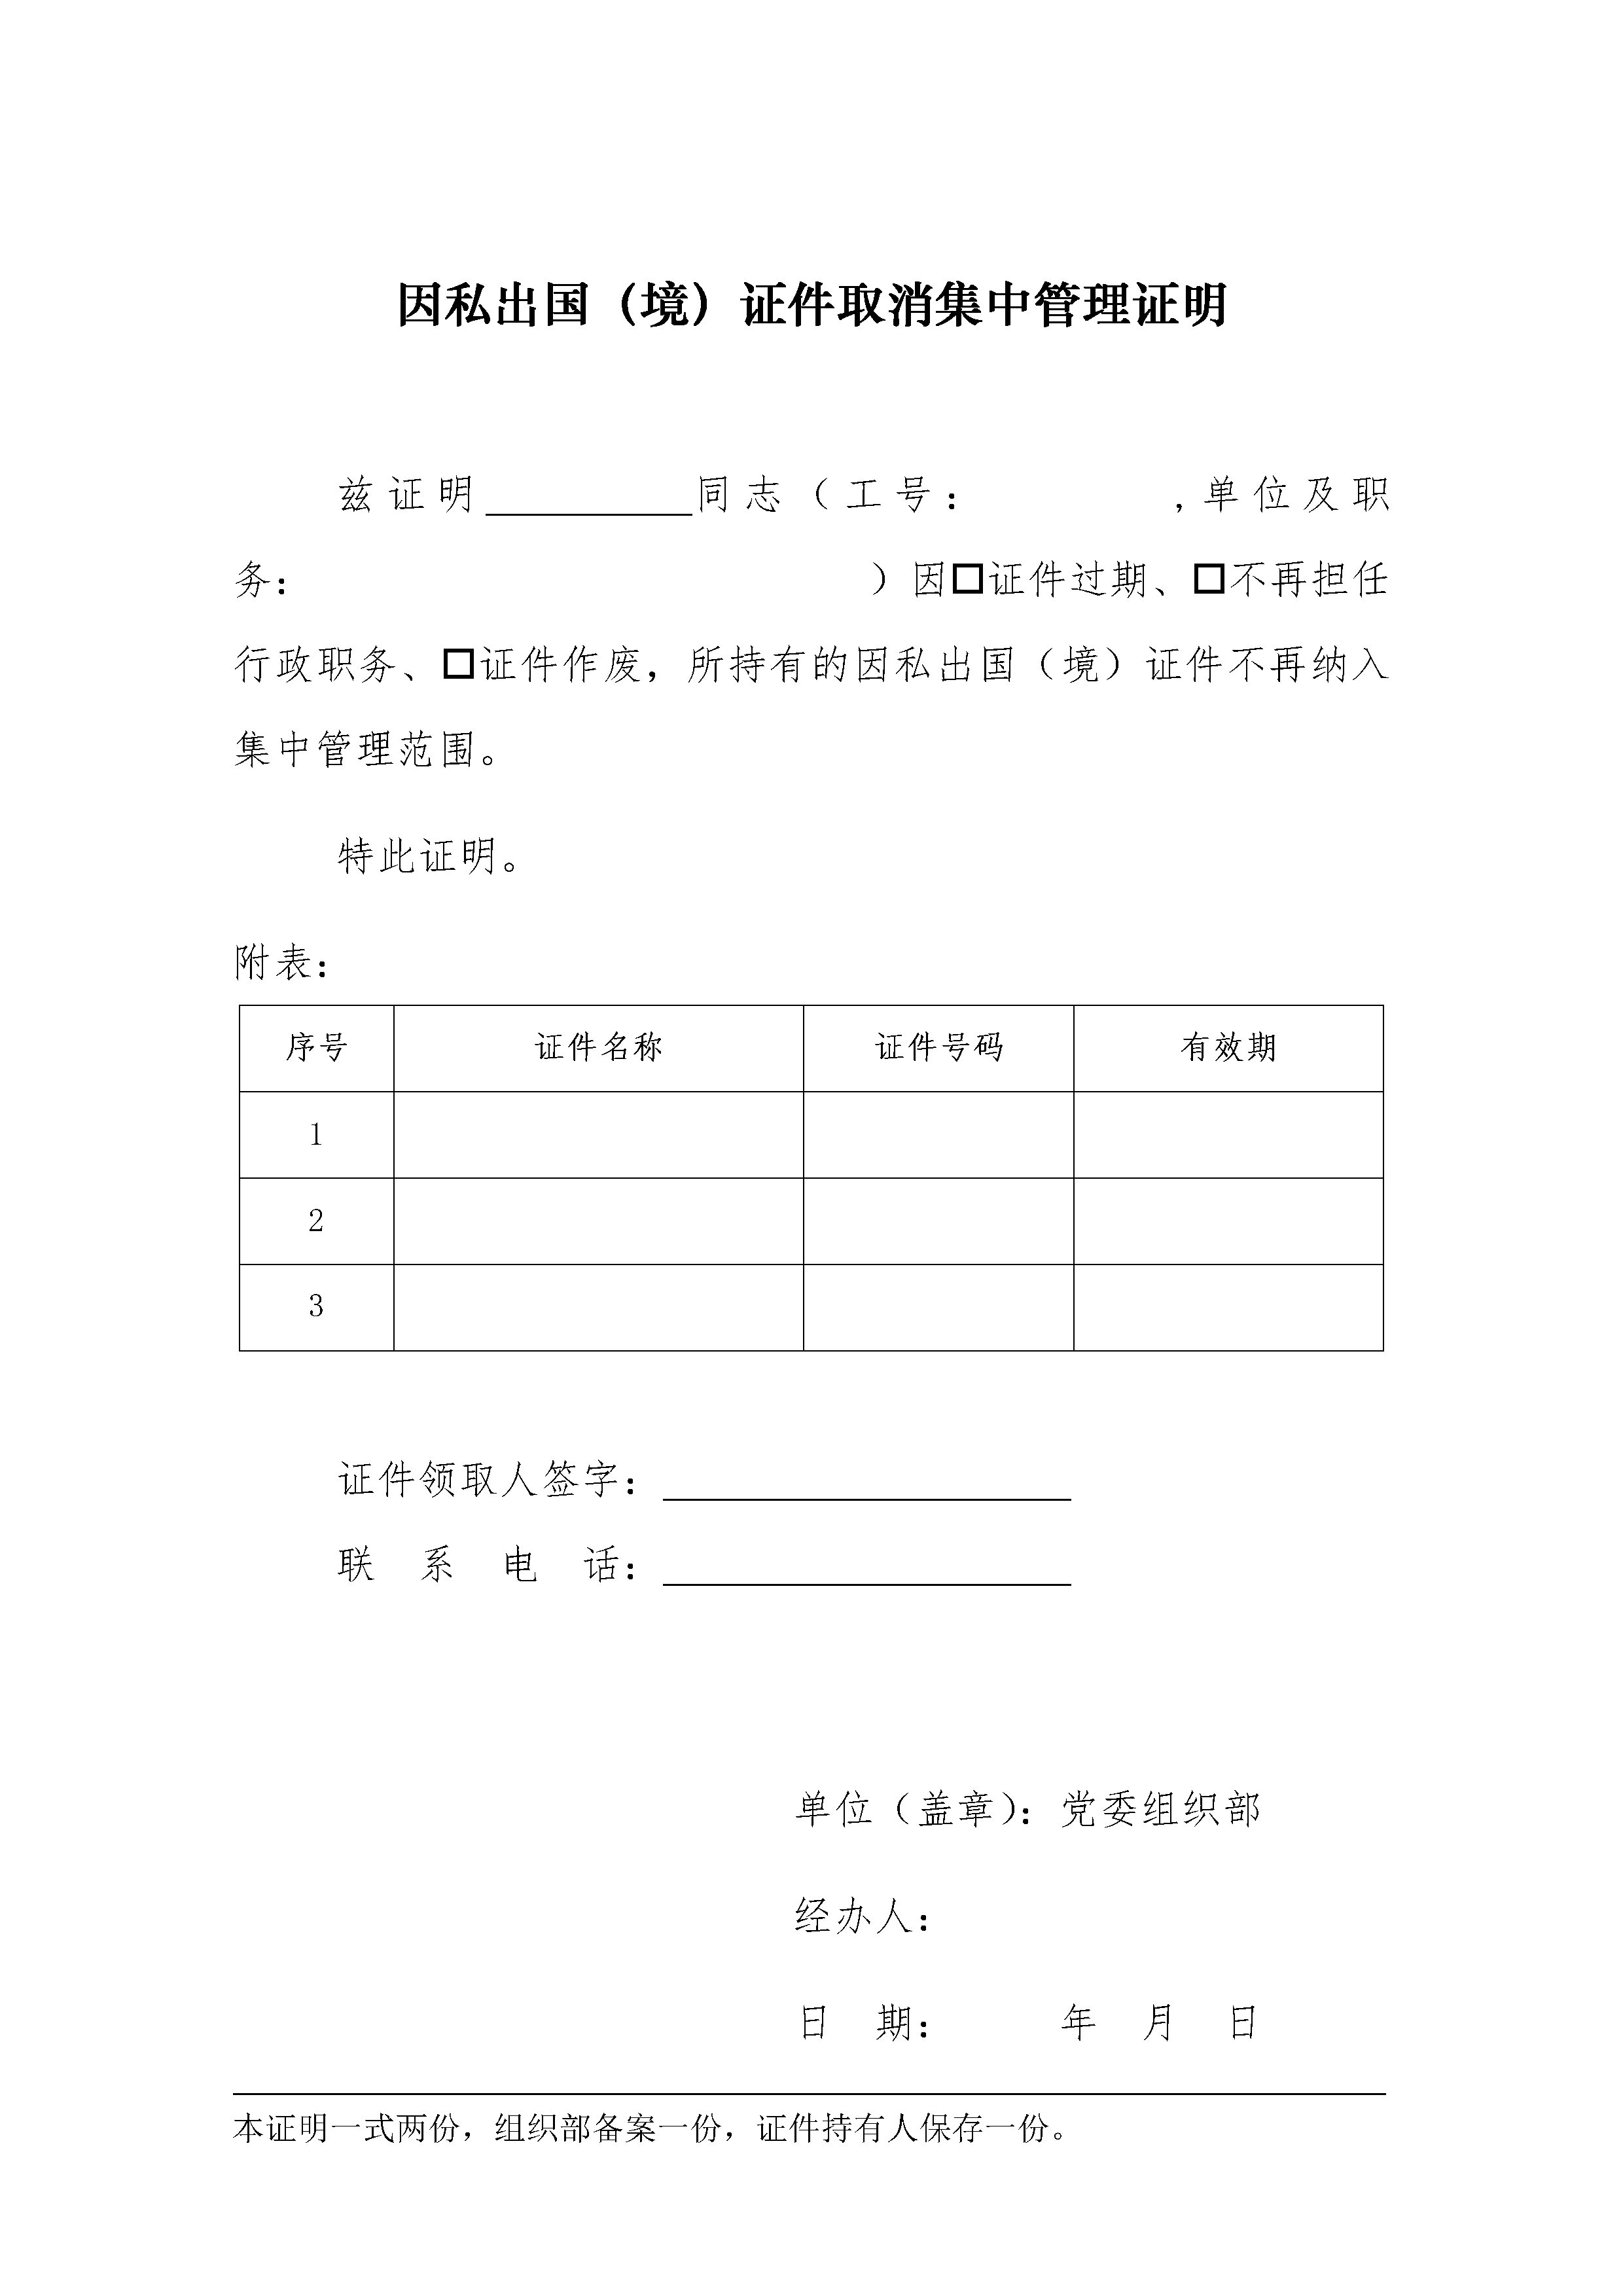 因私出国（境）证件取消集中管理证明
兹证明__________同志（工号：          ,单位及职
务：                              ）因□证件过期、□不再担任
行政职务、□证件作废，所持有的因私出国（境）证件不再纳入
集中管理范围。
特此证明。
附表：
序号 证件名称 证件号码 有效期
1
2
3
证件领取人签字：____________________
联　系　电　话：____________________
单位（盖章）：党委组织部
经办人：
日　期：　　　年　月　日
本证明一式两份，组织部备案一份，证件持有人保存一份。